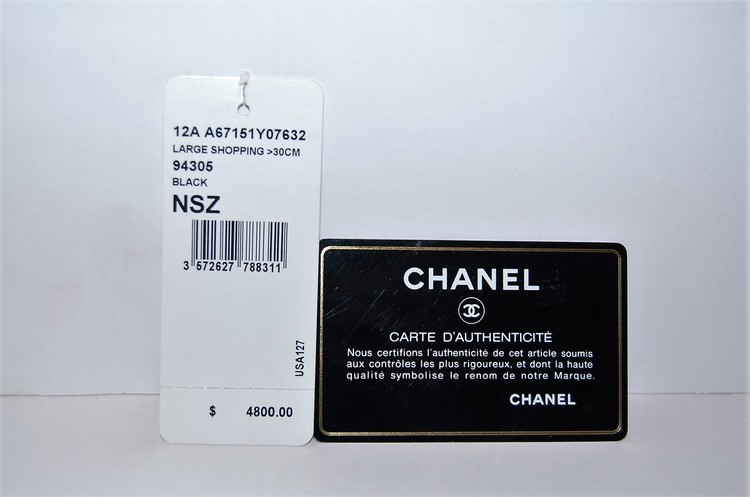 12A A67151Y07632
LARGE SHOPPING >30CM
94305
BLACK
NSZ
3 572627 788311
USA127
$ 4800.00
CHANEL
CARTE D'AUTHENTICITÉ
Nous certifions l'authenticité de cet article soumis
aux contrôles les plus rigoureux, et dont la haute
qualité symbolise le renom de notre Marque.
CHANEL